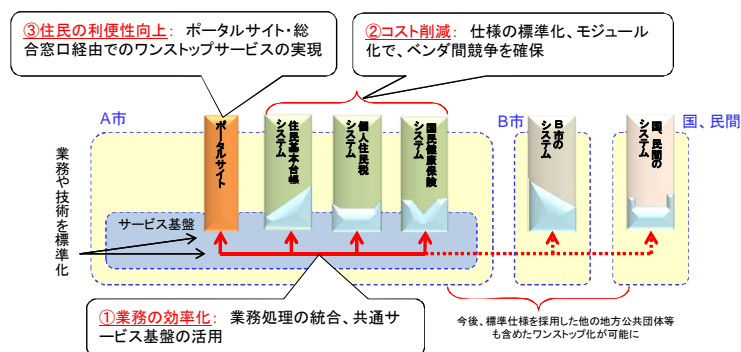 ③住民の利便性向上: ポータルサイト・総
合窓口経由でのワンストップサービスの実現
②コスト削減: 仕様の標準化、モジュール
化で、ベンダ間競争を確保
A市
B市
国、民間
ポータルサイト
住民基本台帳
システム
個人住民税
システム
国民健康保険
システム
B市の
システム
国、民間の
システム
業務や技術を標準化
サービス基盤
①業務の効率化: 業務処理の統合、共通サ
ービス基盤の活用
今後、標準仕様を採用した他の地方公共団体等
も含めたワンストップ化が可能に